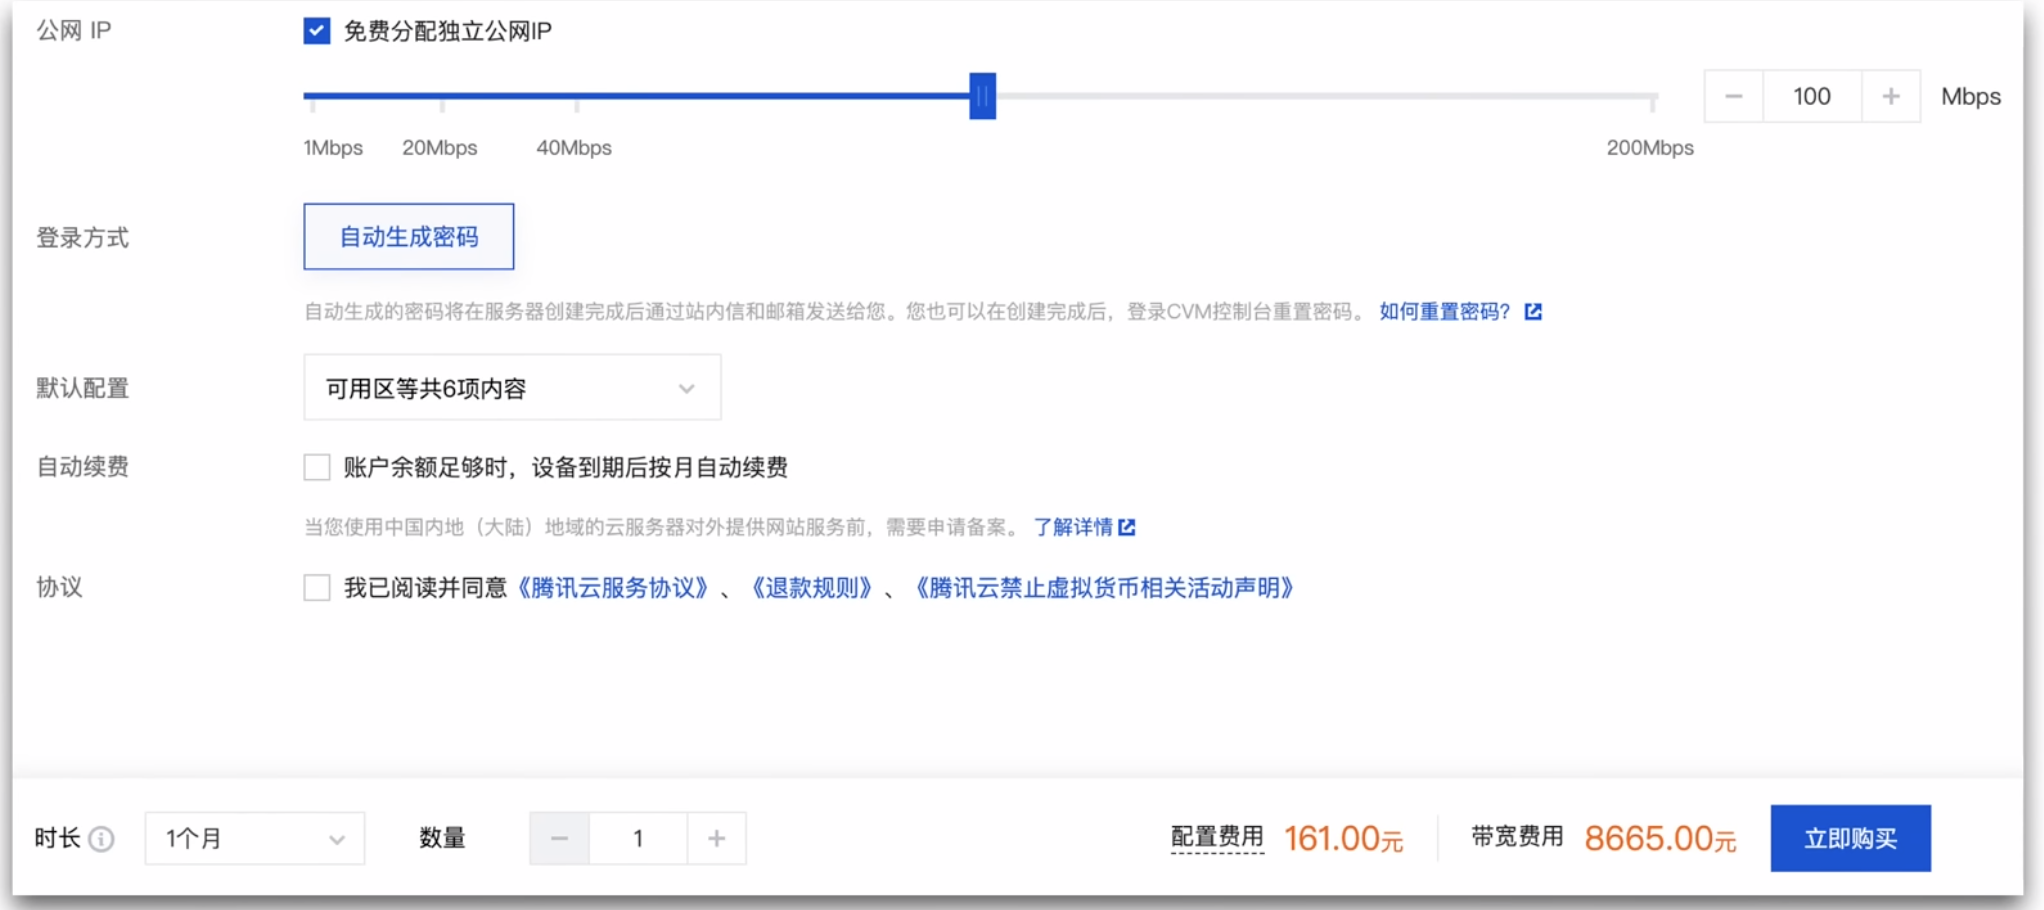 公网 IP
免费分配独立公网IP
1Mbps 20Mbps 40Mbps 200Mbps
100 Mbps
登录方式
自动生成密码
自动生成的密码将在服务器创建完成后通过站内信和邮箱发送给您。您也可以在创建完成后，登录CVM控制台重置密码。 如何重置密码?
默认配置
可用区等共6项内容
自动续费
账户余额足够时，设备到期后按月自动续费
当您使用中国内地（大陆）地域的云服务器对外提供网站服务前，需要申请备案。 了解详情
协议
我已阅读并同意《腾讯云服务协议》、《退款规则》、《腾讯云禁止虚拟货币相关活动声明》
时长 1个月 数量 1 配置费用 161.00元 带宽费用 8665.00元 立即购买